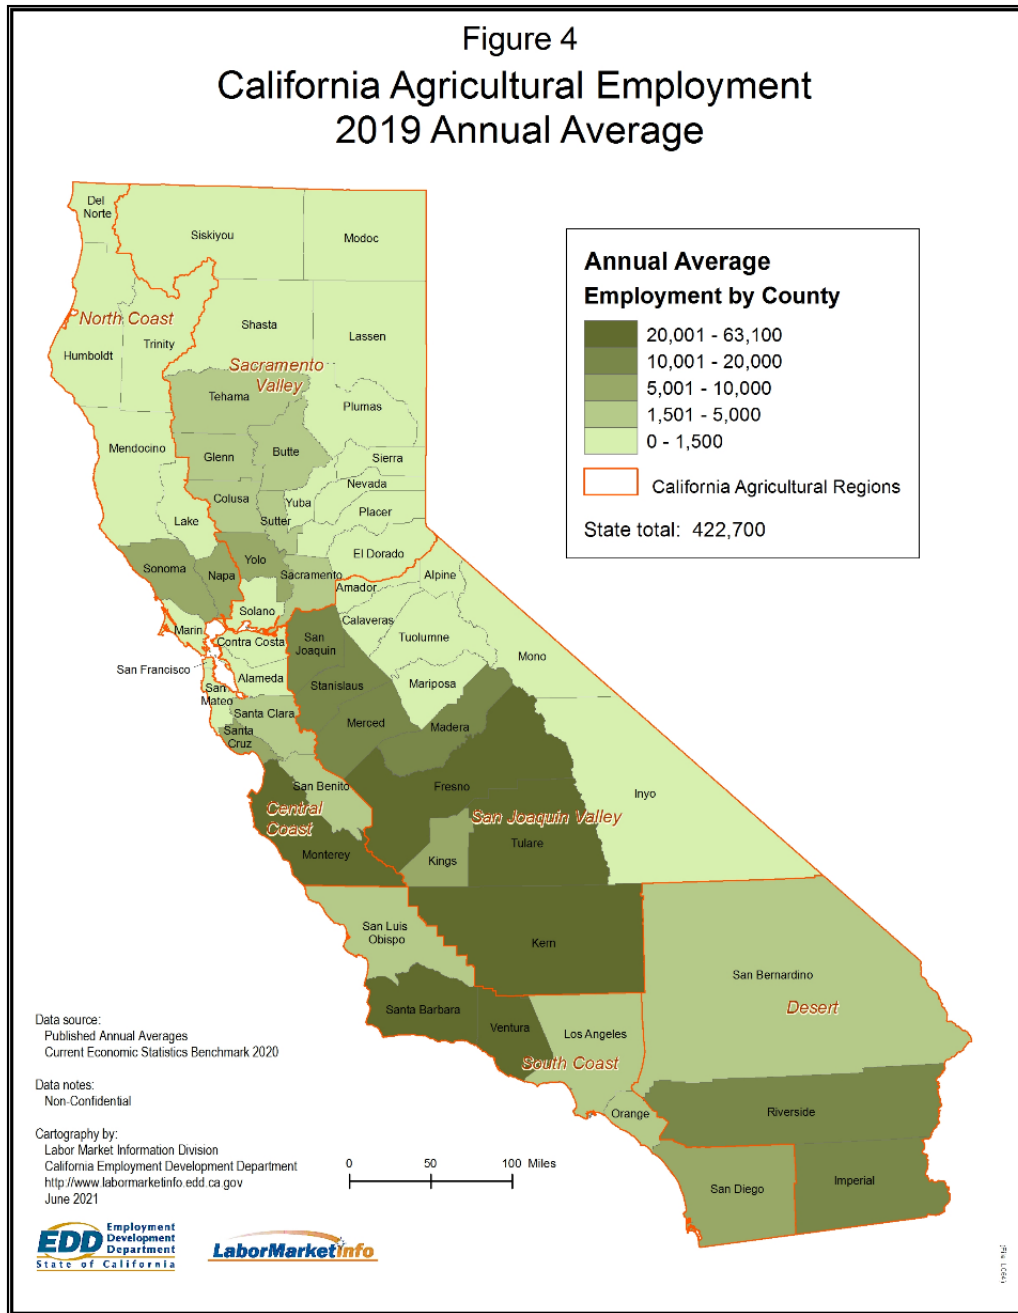 Figure 4
California Agricultural Employment
2019 Annual Average
Annual Average
Employment by County
20,001 - 63,100
10,001 - 20,000
5,001 - 10,000
1,501 - 5,000
0 - 1,500
California Agricultural Regions
State total: 422,700
Del
Norte
Siskiyou
Modoc
North Coast
Humboldt
Trinity
Shasta
Lassen
Sacramento
Valley
Tehama
Plumas
Mendocino
Glenn
Butte
Sierra
Nevada
Colusa
Yuba
Placer
Lake
Sutter
El Dorado
Sonoma
Napa
Yolo
Sacramento
Alpine
Amador
Solano
Calaveras
Marin
Contra Costa
San
Joaquin
Tuolumne
Mono
San Francisco
Alameda
Stanislaus
Mariposa
San
Mateo
Santa Clara
Merced
Madera
Santa
Cruz
San Benito
Fresno
Inyo
Central
Coast
San Joaquin Valley
Monterey
Kings
Tulare
San Luis
Obispo
Kern
San Bernardino
Desert
Santa Barbara
Ventura
Los Angeles
South Coast
Orange
Riverside
San Diego
Imperial
Data source:
Published Annual Averages
Current Economic Statistics Benchmark 2020
Data notes:
Non-Confidential
Cartography by:
Labor Market Information Division
California Employment Development Department
http://www.labormarketinfo.edd.ca.gov
June 2021
0 50 100 Miles
EDD
Employment
Development
Department
State of California
LaborMarketinfo